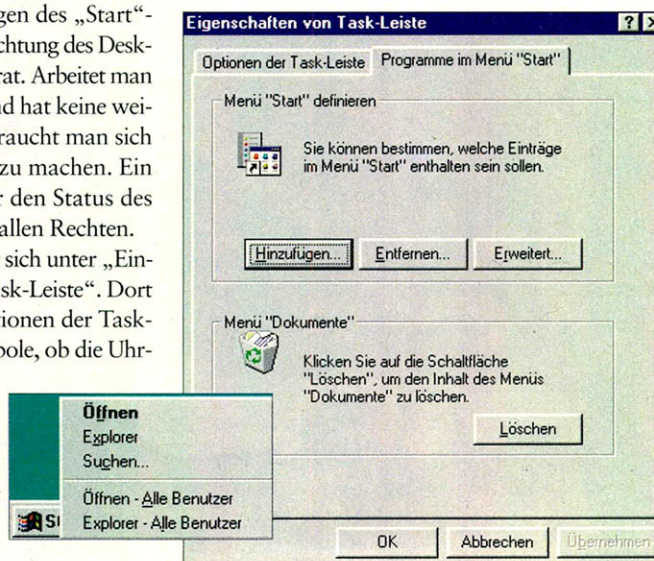 gen des „Start“-
chtung des Desk-
rat. Arbeitet man
d hat keine wei-
raucht man sich
zu machen. Ein
r den Status des
allen Rechten.
sich unter „Ein-
sk-Leiste“. Dort
tionen der Task-
bole, ob die Uhr-
Eigenschaften von Task-Leiste
Optionen der Task-Leiste
Programme im Menü "Start"
Menü "Start" definieren
Sie können bestimmen, welche Einträge
im Menü "Start" enthalten sein sollen.
Hinzufügen...
Entfernen...
Erweitert...
Menü "Dokumente"
Klicken Sie auf die Schaltfläche
"Löschen", um den Inhalt des Menüs
"Dokumente" zu löschen.
Löschen
OK
Abbrechen
Übernehmen
Öffnen
Explorer
Suchen...
Öffnen - Alle Benutzer
Explorer - Alle Benutzer